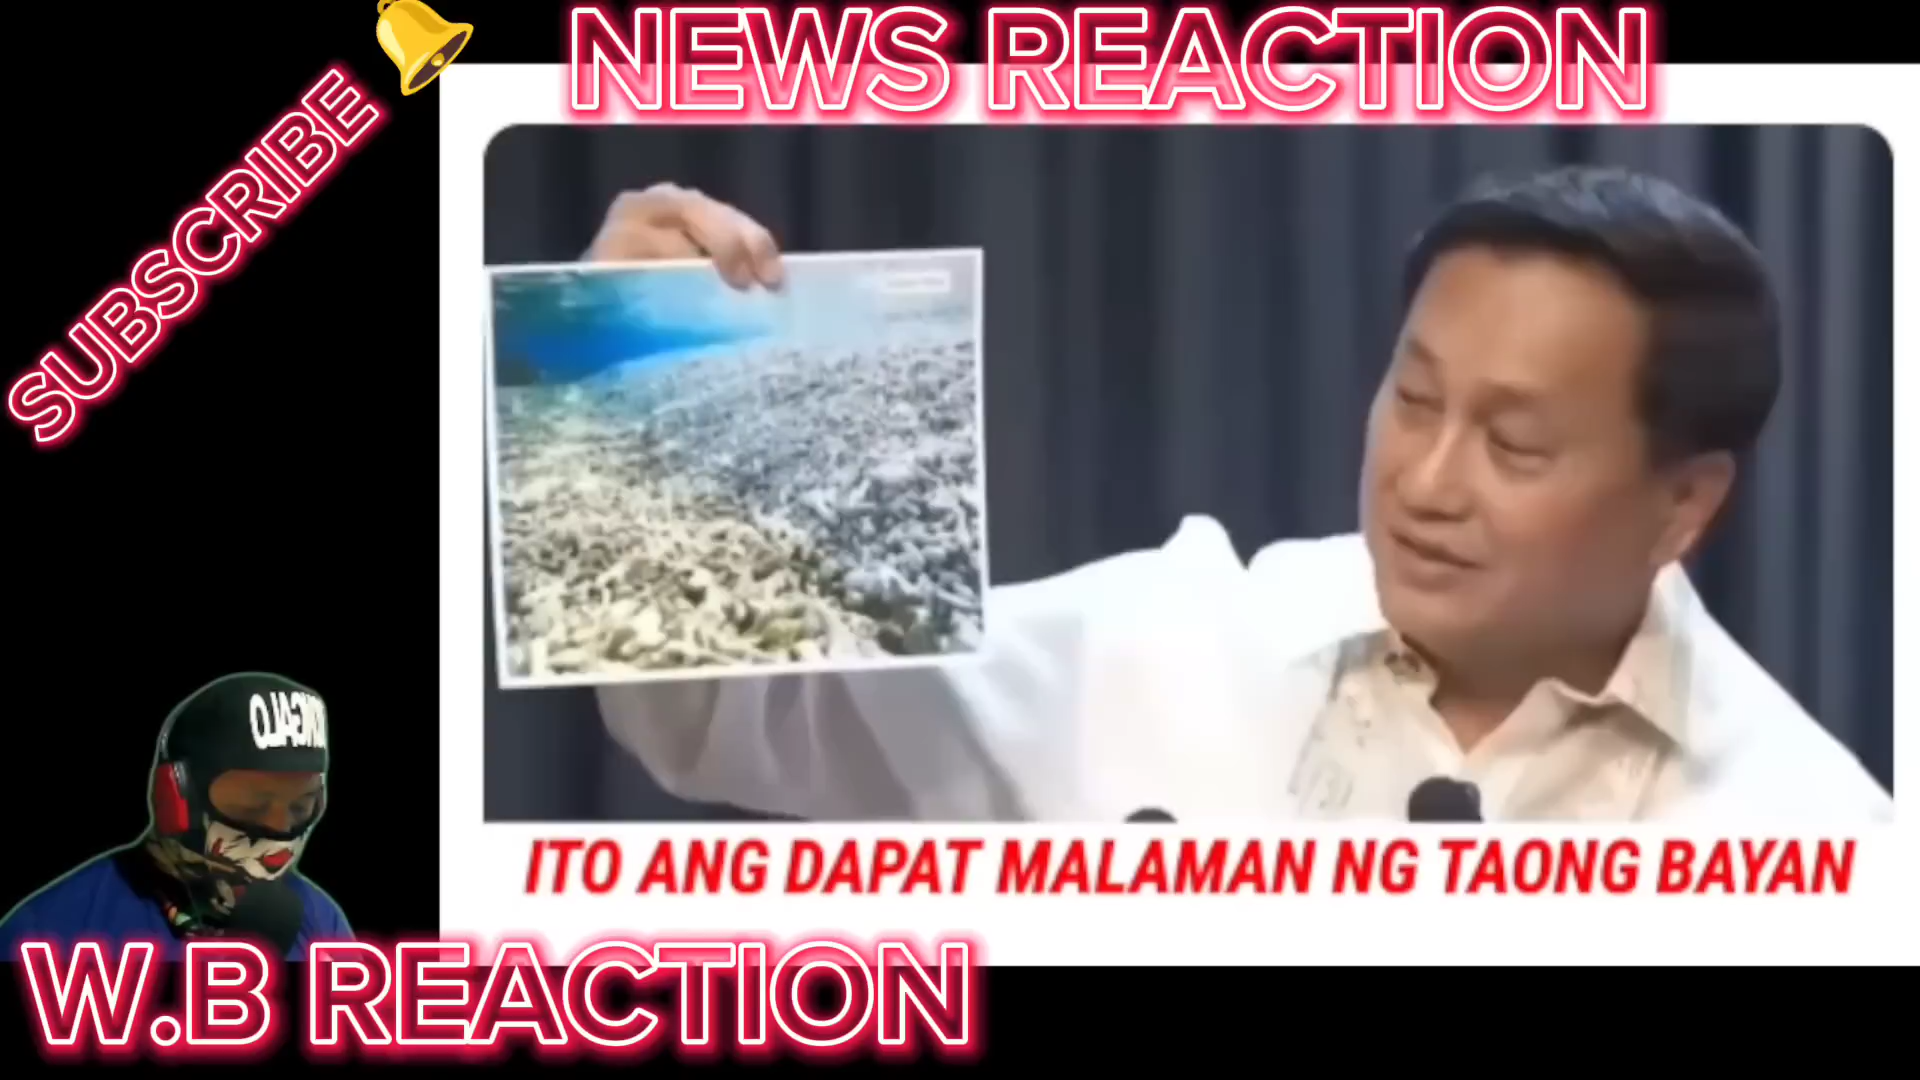 NEWS REACTION
SUBSCRIBE
ITO ANG DAPAT MALAMAN NG TAONG BAYAN
W.B REACTION